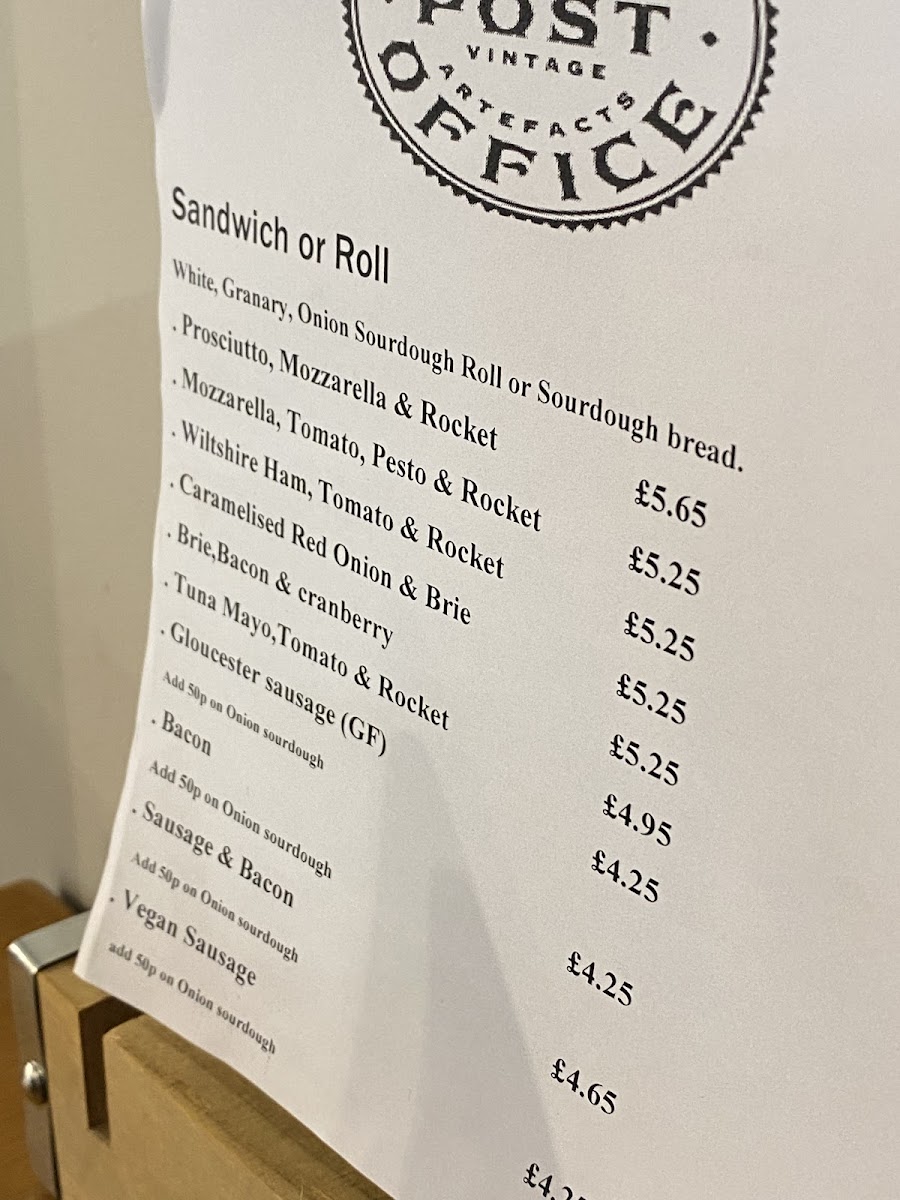 POST
VINTAGE
ARTEFACTS
OFFICE
Sandwich or Roll
White, Granary, Onion Sourdough Roll or Sourdough bread.
. Prosciutto, Mozzarella & Rocket £5.65
. Mozzarella, Tomato, Pesto & Rocket £5.25
. Wiltshire Ham, Tomato & Rocket £5.25
. Caramelised Red Onion & Brie £5.25
. Brie,Bacon & cranberry £5.25
. Tuna Mayo,Tomato & Rocket £4.95
. Gloucester sausage (GF) £4.25
Add 50p on Onion sourdough
. Bacon £4.25
Add 50p on Onion sourdough
. Sausage & Bacon £4.65
Add 50p on Onion sourdough
. Vegan Sausage
add 50p on Onion sourdough